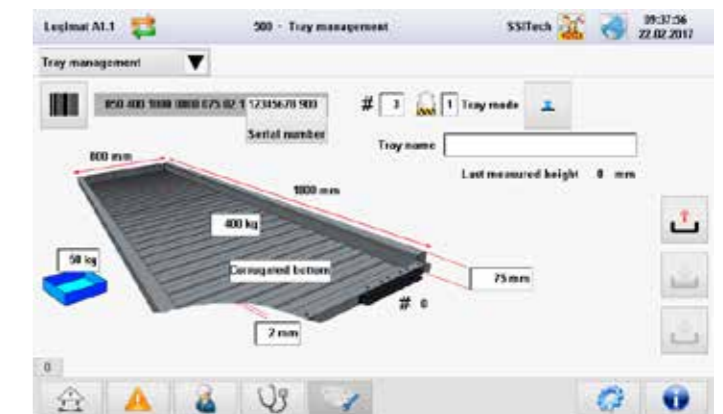 Logimat A1.1
500 - Tray management
SSITech
09:37:56
22.02.2017
Tray management
850 400 1800 0800 075 02 1 12345678 900
Serial number
# 3
1 Tray mode
Tray name
Last measured height 0 mm
800 mm
1800 mm
400 kg
50 kg
Corrugated bottom
75 mm
# 0
2 mm
0